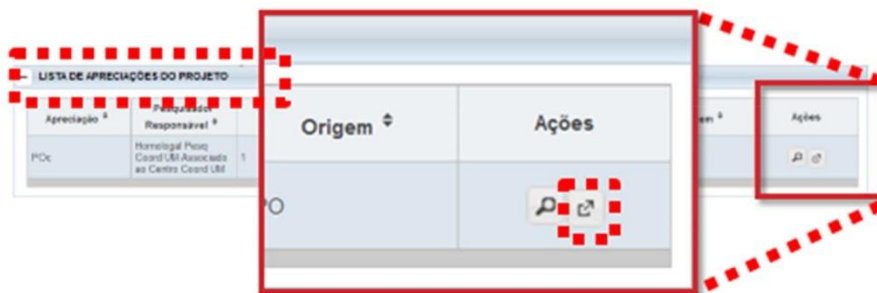 LISTA DE APRECIAÇÕES DO PROJETO
Apreciação
Pesquisador
Responsável
Origem
Ações
em
Ações
POc
Homologal Pesq
Coord UM Associado
ao Centro Coord UM
1
PO